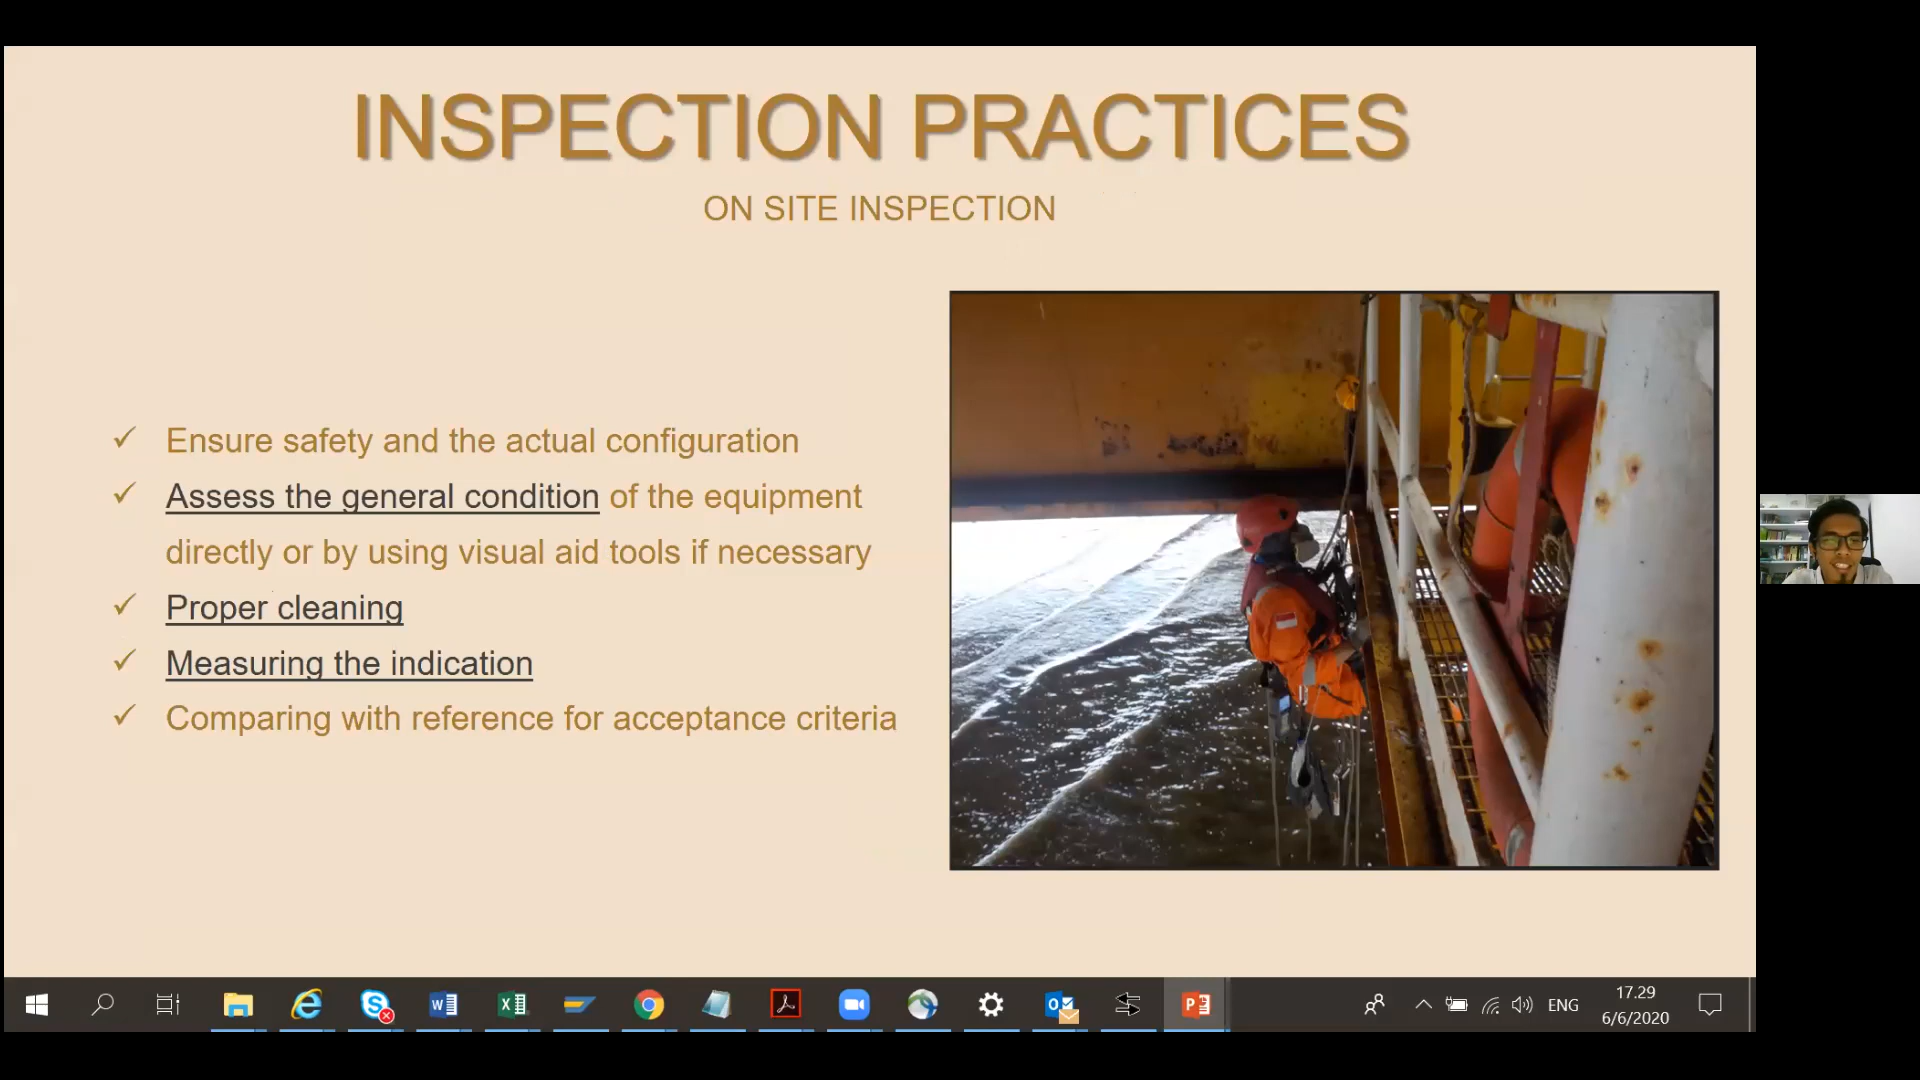 INSPECTION PRACTICES
ON SITE INSPECTION
✓ Ensure safety and the actual configuration
✓ Assess the general condition of the equipment
directly or by using visual aid tools if necessary
✓ Proper cleaning
✓ Measuring the indication
✓ Comparing with reference for acceptance criteria
ENG
17.29
6/6/2020